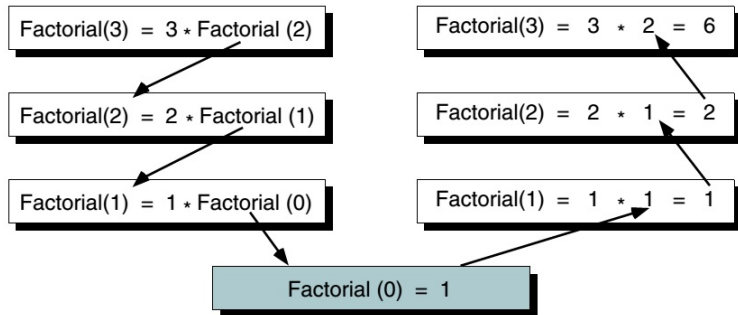 Factorial(3) = 3 * Factorial (2)
Factorial(2) = 2 * Factorial (1)
Factorial(1) = 1 * Factorial (0)
Factorial (0) = 1
Factorial(1) = 1 * 1 = 1
Factorial(2) = 2 * 1 = 2
Factorial(3) = 3 * 2 = 6